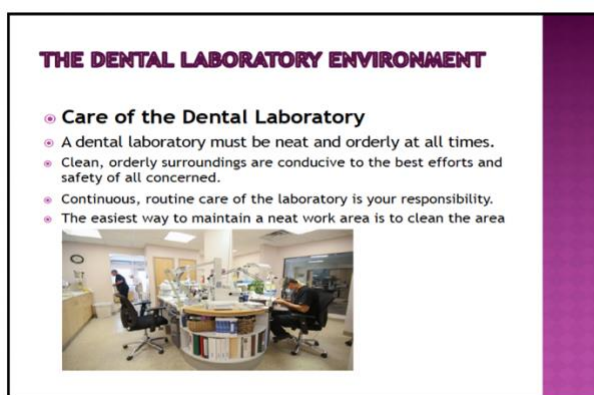 THE DENTAL LABORATORY ENVIRONMENT
Care of the Dental Laboratory
A dental laboratory must be neat and orderly at all times.
Clean, orderly surroundings are conducive to the best efforts and
safety of all concerned.
Continuous, routine care of the laboratory is your responsibility.
The easiest way to maintain a neat work area is to clean the area